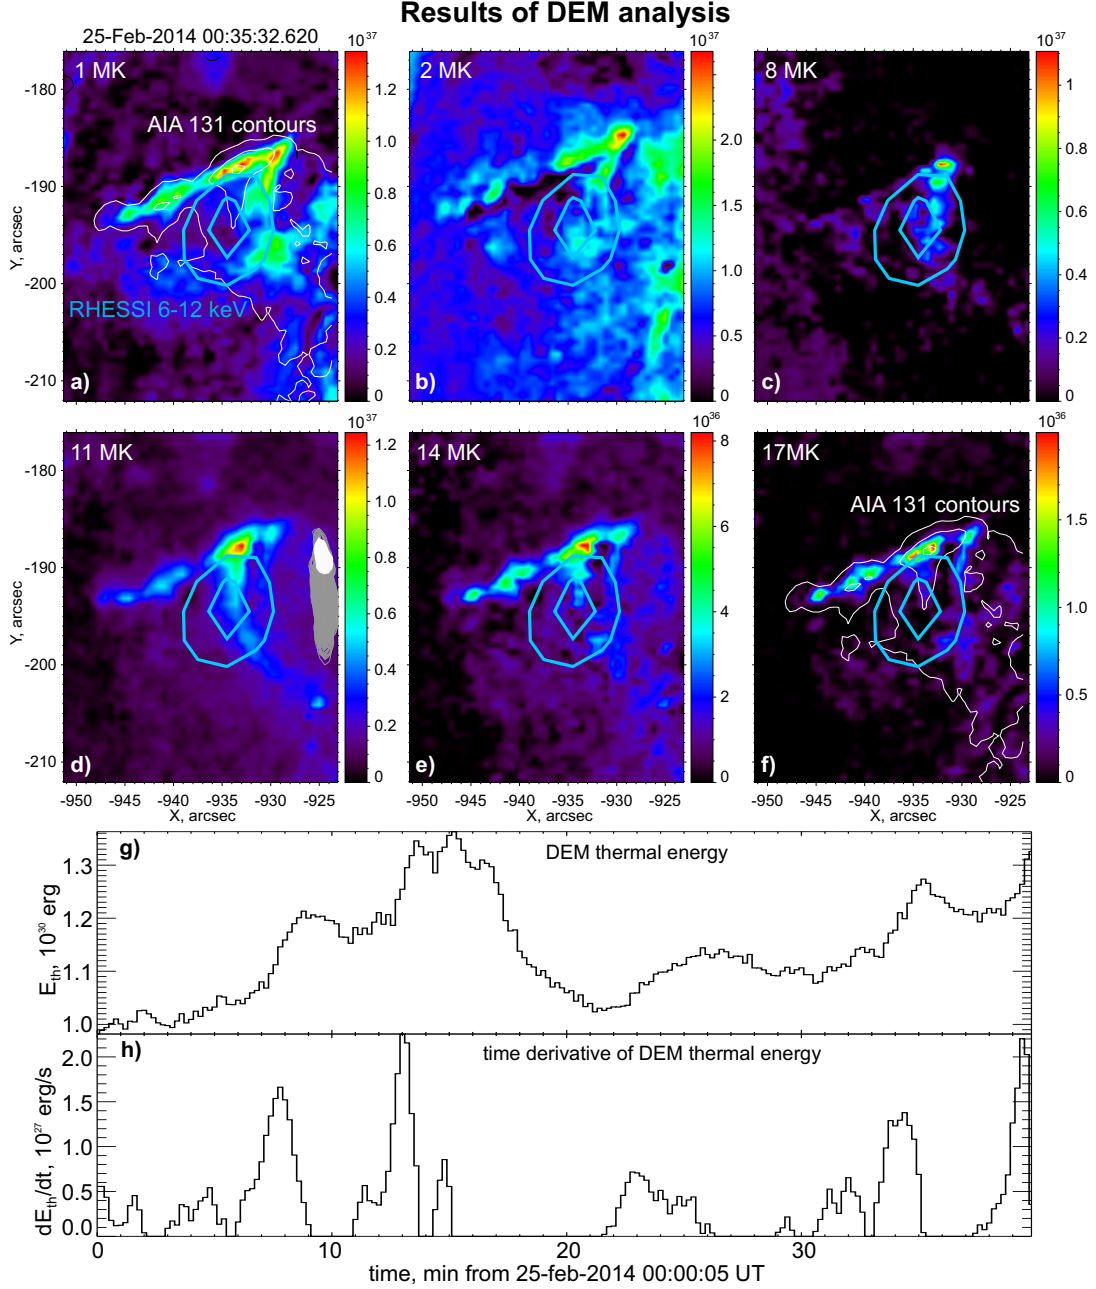 Results of DEM analysis
25-Feb-2014 00:35:32.620
10^37 10^37 10^37
1 MK 2 MK 8 MK
AIA 131 contours
RHESSI 6-12 keV
a) b) c)
Y, arcsec
-180
-190
-200
-210
1.2
1.0
0.8
0.6
0.4
0.2
0
2.0
1.5
1.0
0.5
0
1
0.8
0.6
0.4
0.2
0
10^37 10^36 10^36
11 MK 14 MK 17MK
AIA 131 contours
d) e) f)
Y, arcsec
-180
-190
-200
-210
1.2
1.0
0.8
0.6
0.4
0.2
0
8
6
4
2
0
1.5
1.0
0.5
0
-950 -945 -940 -935 -930 -925 -950 -945 -940 -935 -930 -925 -950 -945 -940 -935 -930 -925
X, arcsec X, arcsec X, arcsec
g) DEM thermal energy
E_th, 10^30 erg
1.3
1.2
1.1
1.0
h) time derivative of DEM thermal energy
dE_th/dt, 10^27 erg/s
2.0
1.5
1.0
0.5
0.0
0 10 20 30
time, min from 25-feb-2014 00:00:05 UT